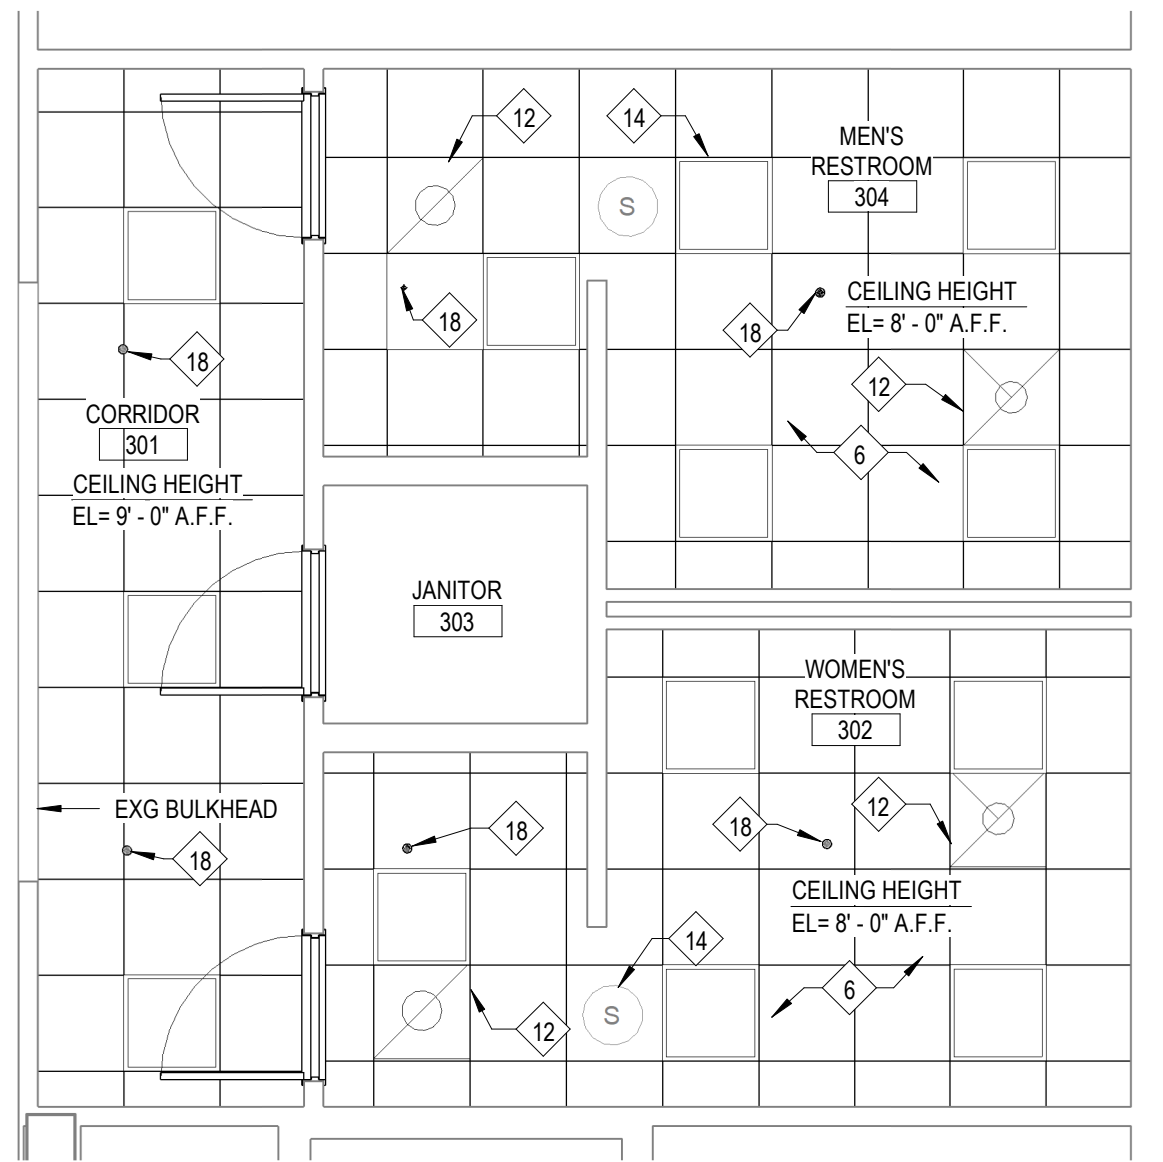 12
14
MEN'S
RESTROOM
304
S
18
CEILING HEIGHT
EL= 8' - 0" A.F.F.
18
18
12
CORRIDOR
301
6
CEILING HEIGHT
EL= 9' - 0" A.F.F.
JANITOR
303
WOMEN'S
RESTROOM
302
EXG BULKHEAD
12
18
18
18
CEILING HEIGHT
EL= 8' - 0" A.F.F.
14
6
S
12